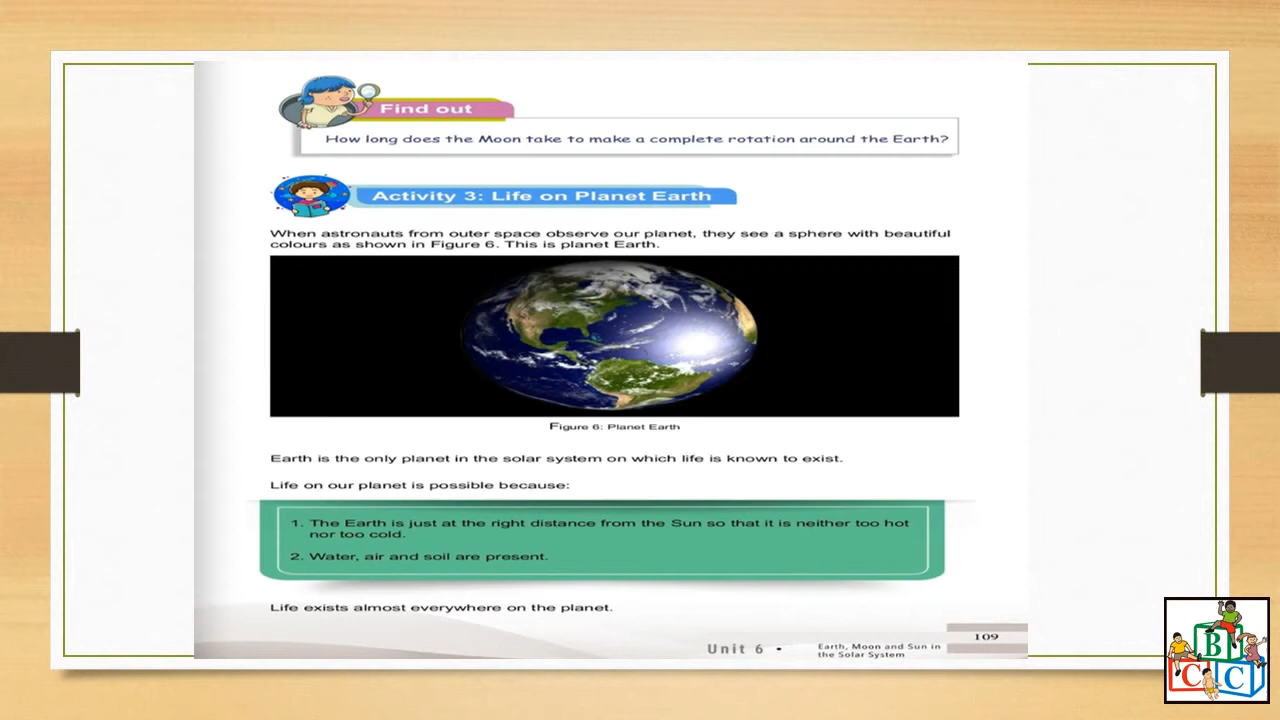 Find out
How long does the Moon take to make a complete rotation around the Earth?
Activity 3: Life on Planet Earth
When astronauts from outer space observe our planet, they see a sphere with beautiful
colours as shown in Figure 6. This is planet Earth.
Figure 6: Planet Earth
Earth is the only planet in the solar system on which life is known to exist.
Life on our planet is possible because:
1. The Earth is just at the right distance from the Sun so that it is neither too hot
nor too cold.
2. Water, air and soil are present.
Life exists almost everywhere on the planet.
Unit 6 •
Earth, Moon and Sun in
the Solar System
109
B
C C